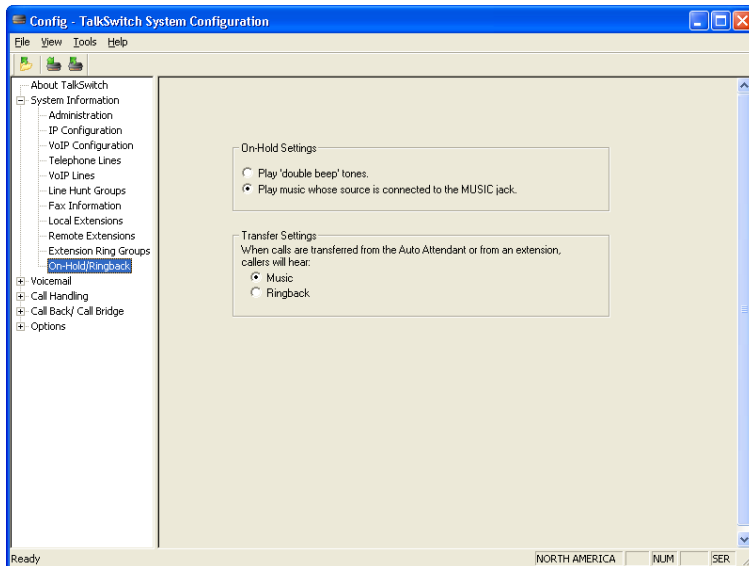 Config - TalkSwitch System Configuration
File View Tools Help
About TalkSwitch
System Information
Administration
IP Configuration
VoIP Configuration
Telephone Lines
VoIP Lines
Line Hunt Groups
Fax Information
Local Extensions
Remote Extensions
Extension Ring Groups
On-Hold/Ringback
Voicemail
Call Handling
Call Back/ Call Bridge
Options
On-Hold Settings
Play 'double beep' tones.
Play music whose source is connected to the MUSIC jack.
Transfer Settings
When calls are transferred from the Auto Attendant or from an extension,
callers will hear:
Music
Ringback
Ready NORTH AMERICA NUM SER